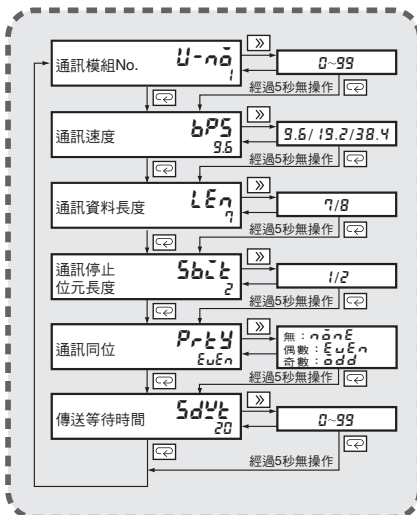 通訊模組No. U-nō
1
0~99
經過5秒無操作
通訊速度 bPS
9.6
9.6/19.2/38.4
經過5秒無操作
通訊資料長度 LEn
7
7/8
經過5秒無操作
通訊停止
位元長度 Sbit
2
1/2
經過5秒無操作
通訊同位 PrtY
EuEn
無：nōnE
偶數：EuEn
奇數：odd
經過5秒無操作
傳送等待時間 SdYt
20
0~99
經過5秒無操作